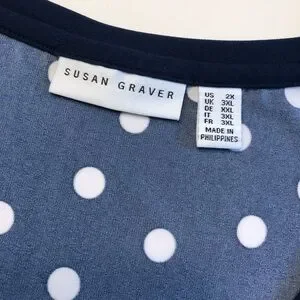 SUSAN GRAVER
US 2X
UK 3XL
DE XXL
IT 3XL
FR 3XL
MADE IN
PHILIPPINES